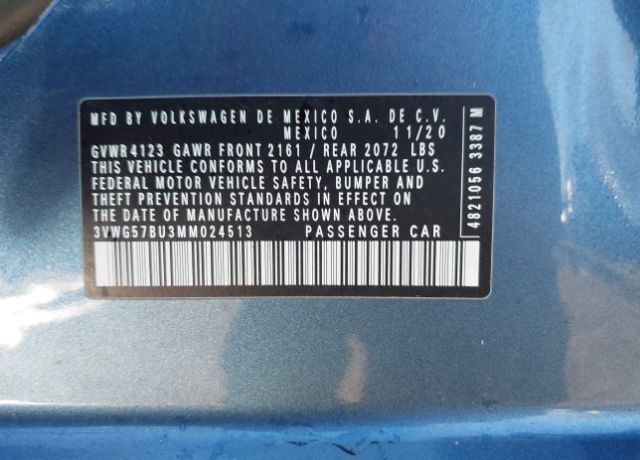 MFD BY VOLKSWAGEN DE MEXICO S.A. DE C.V.
MEXICO 11/20
GVWR 4123 GAWR FRONT 2161 / REAR 2072 LBS
THIS VEHICLE CONFORMS TO ALL APPLICABLE U.S.
FEDERAL MOTOR VEHICLE SAFETY, BUMPER AND
THEFT PREVENTION STANDARDS IN EFFECT ON
THE DATE OF MANUFACTURE SHOWN ABOVE.
3VWG57BU3MM024513 PASSENGER CAR
4821056 3387 M